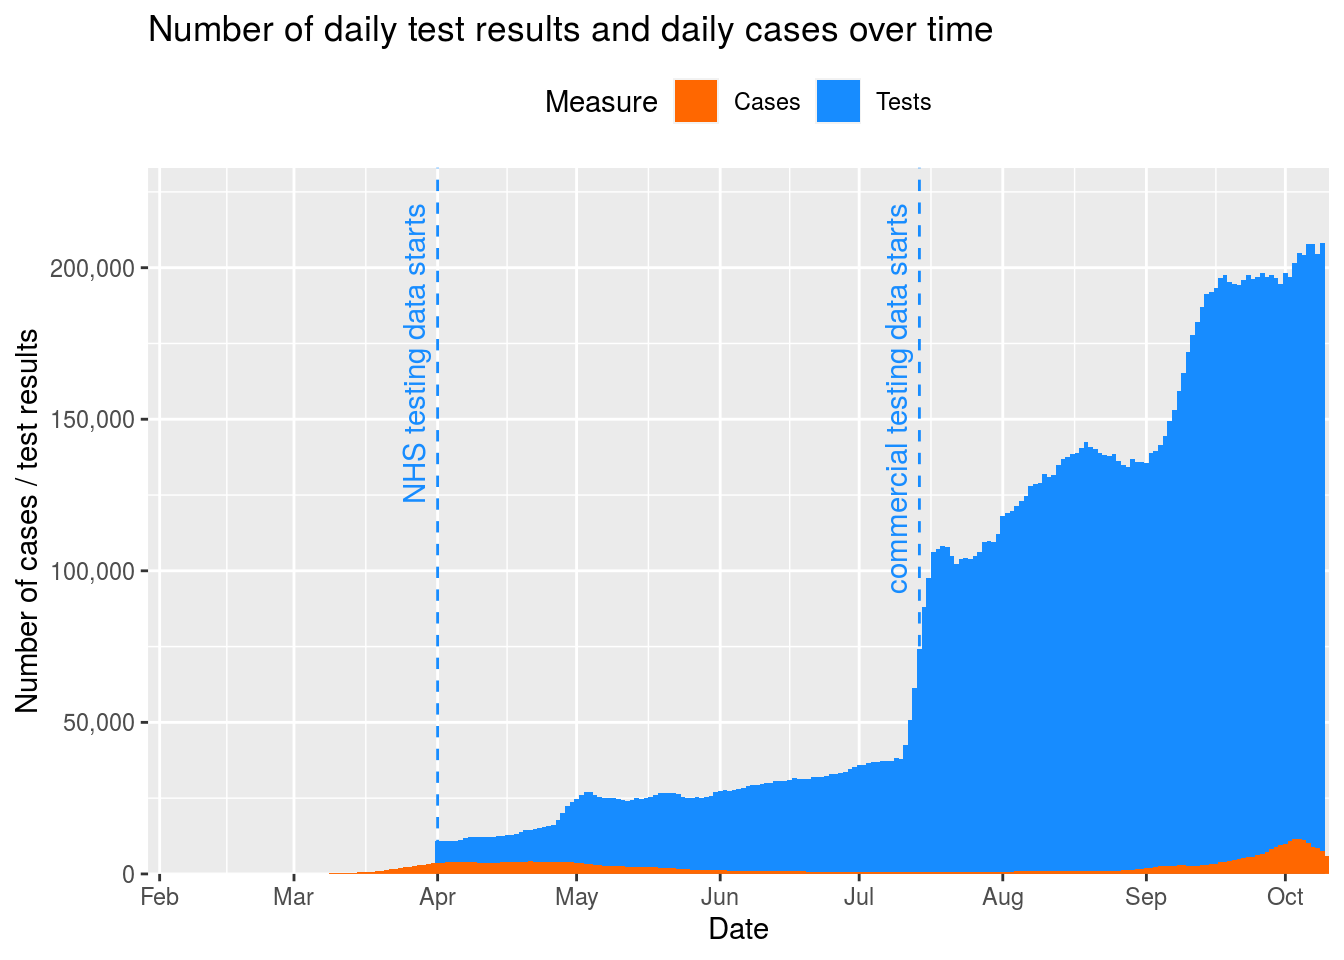 Number of daily test results and daily cases over time
Measure Cases Tests
Number of cases / test results
200,000
150,000
100,000
50,000
0
NHS testing data starts
commercial testing data starts
Feb Mar Apr May Jun Jul Aug Sep Oct
Date